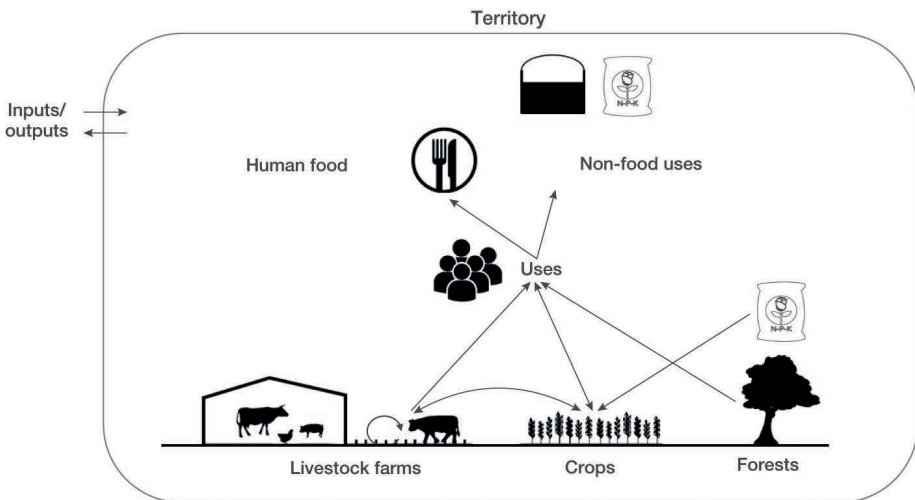 Territory
N-P-K
Inputs/
outputs
Human food
Non-food uses
Uses
N-P-K
Livestock farms
Crops
Forests